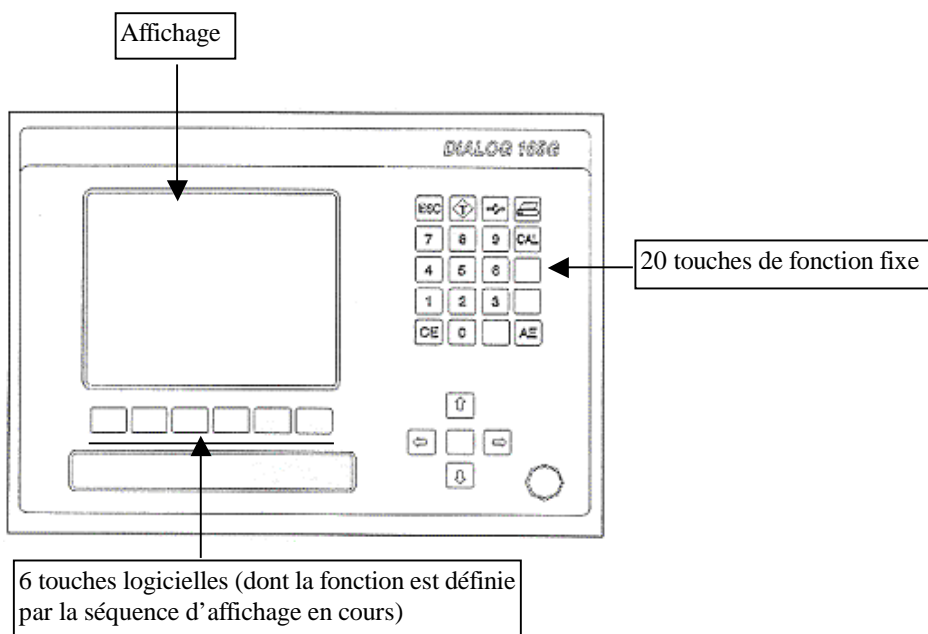 Affichage
DIALOG 165G
ESC T
7 8 9 CAL
20 touches de fonction fixe
4 5 6
1 2 3
CE 0 AE
6 touches logicielles (dont la fonction est définie
par la séquence d'affichage en cours)